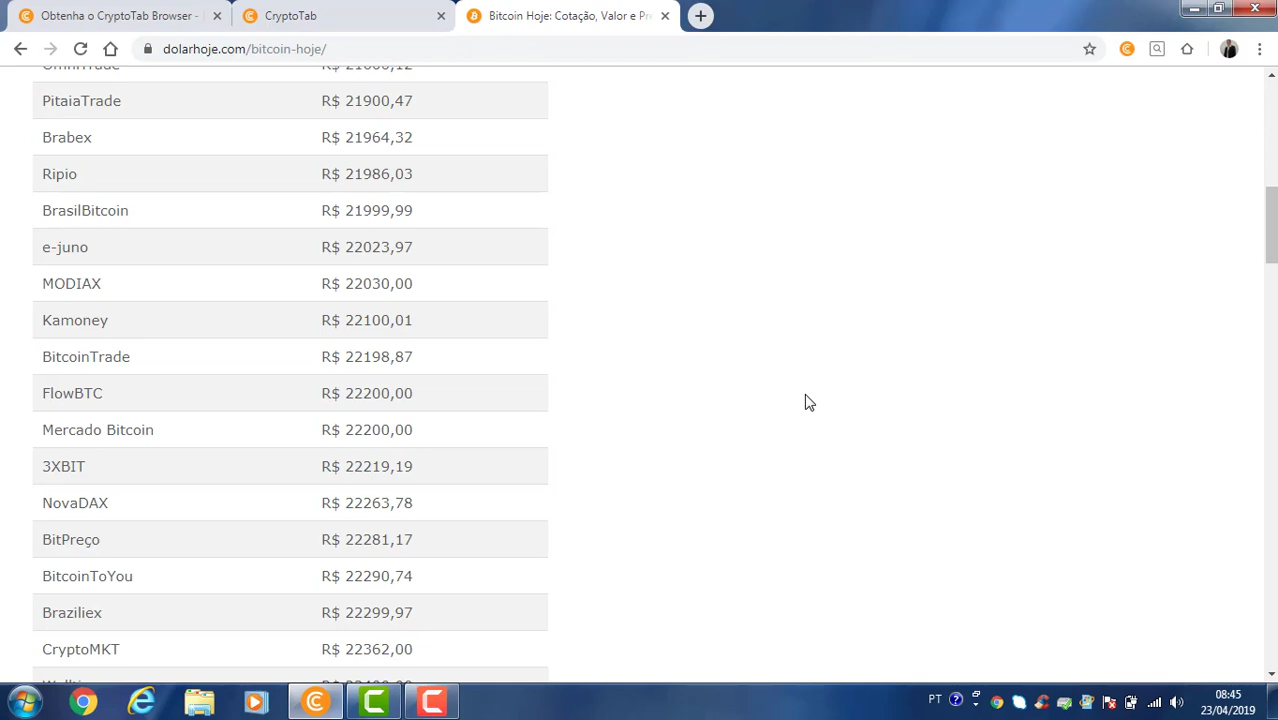 Obtenha o CryptoTab Browser -
CryptoTab
Bitcoin Hoje: Cotação, Valor e Pre
dolarhoje.com/bitcoin-hoje/
PitaiaTrade R$ 21900,47
Brabex R$ 21964,32
Ripio R$ 21986,03
BrasilBitcoin R$ 21999,99
e-juno R$ 22023,97
MODIAX R$ 22030,00
Kamoney R$ 22100,01
BitcoinTrade R$ 22198,87
FlowBTC R$ 22200,00
Mercado Bitcoin R$ 22200,00
3XBIT R$ 22219,19
NovaDAX R$ 22263,78
BitPreço R$ 22281,17
BitcoinToYou R$ 22290,74
Braziliex R$ 22299,97
CryptoMKT R$ 22362,00
PT
08:45
23/04/2019